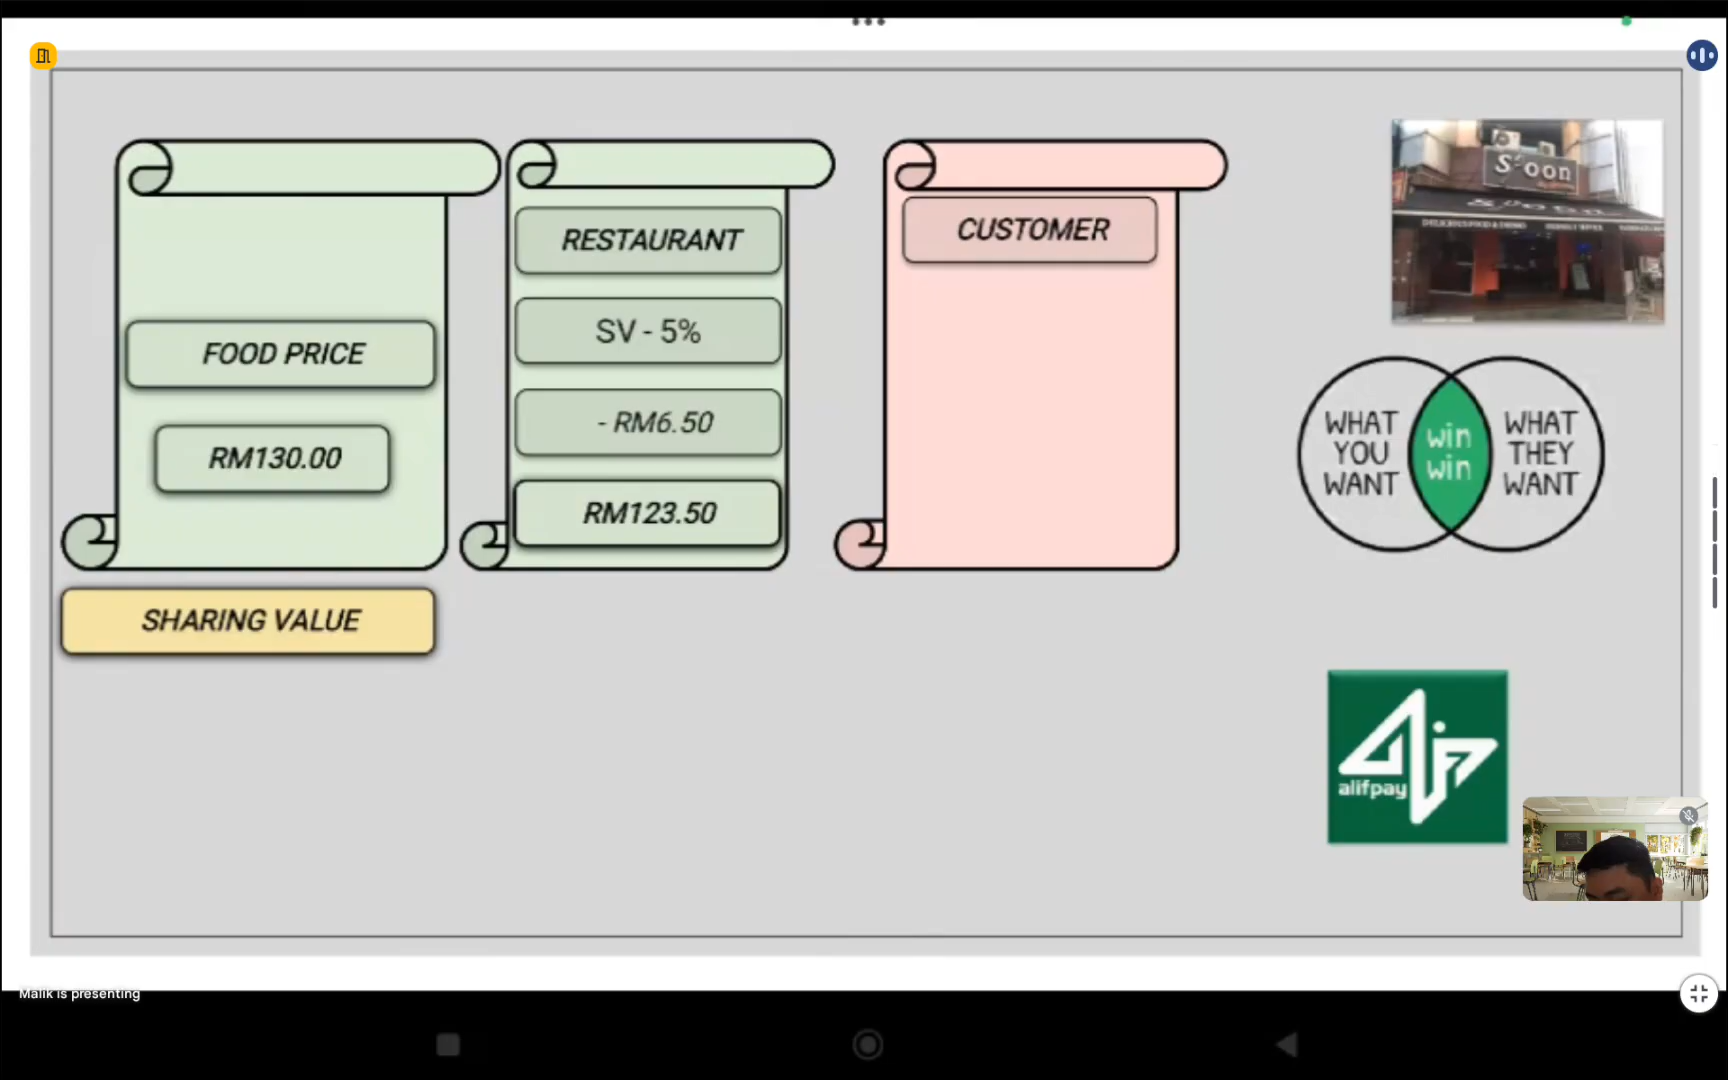 FOOD PRICE
RM130.00
SHARING VALUE
RESTAURANT
SV - 5%
- RM6.50
RM123.50
CUSTOMER
S'oon
WHAT
YOU
WANT
win
win
WHAT
THEY
WANT
alifpay
Malik is presenting